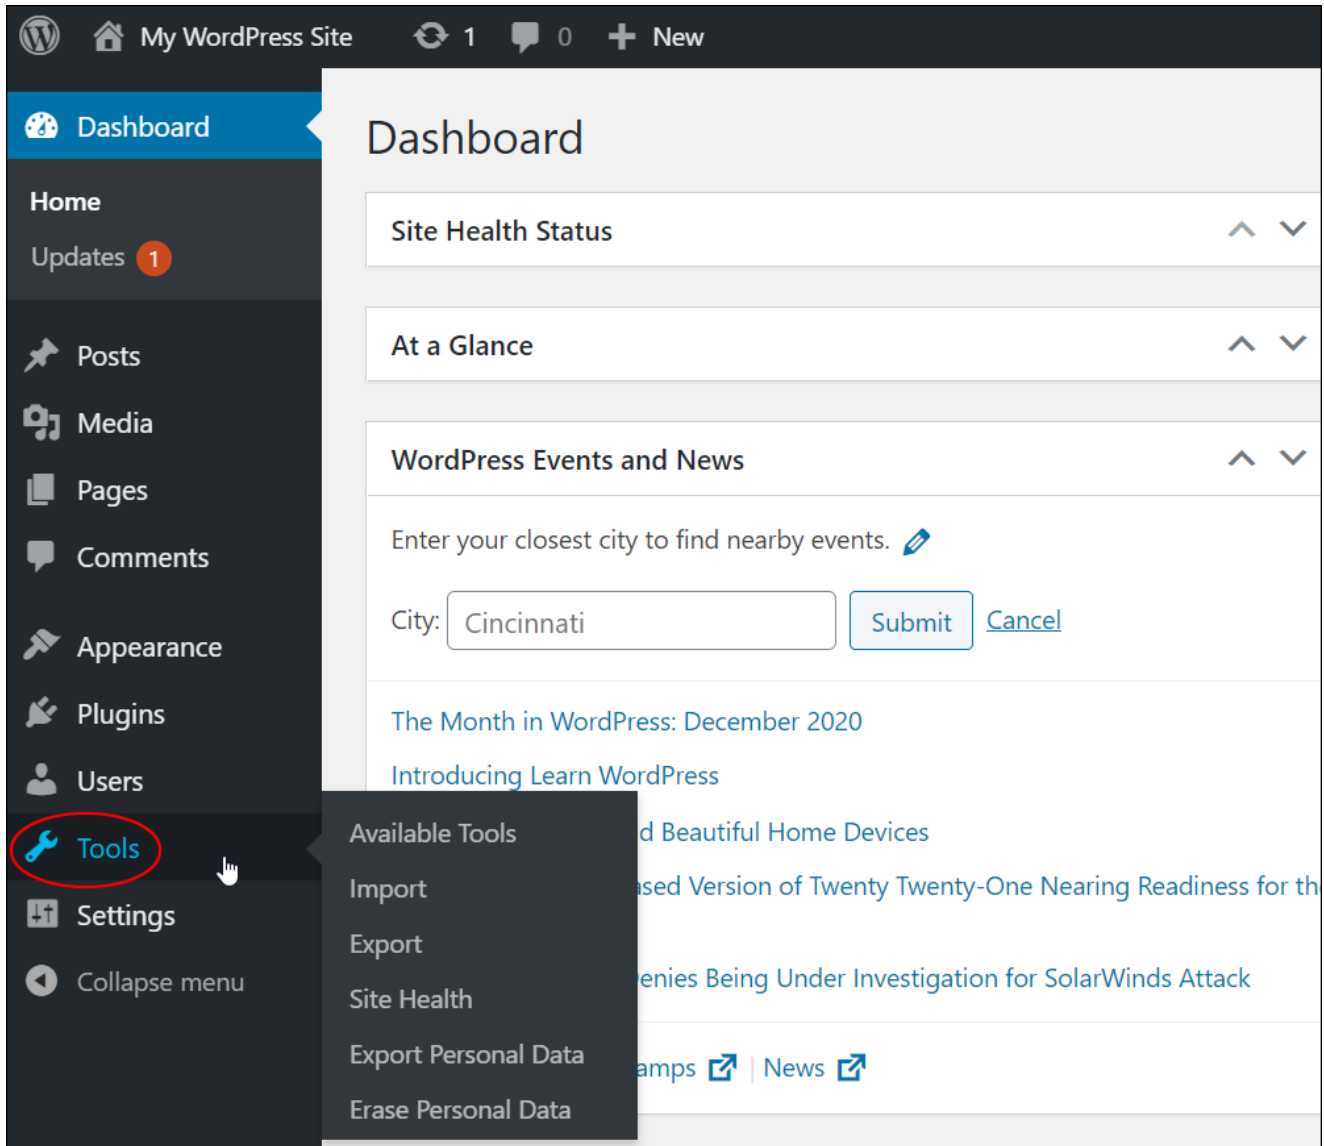 My WordPress Site 1 0 New
Dashboard
Home
Updates 1
Posts
Media
Pages
Comments
Appearance
Plugins
Users
Tools
Settings
Collapse menu
Available Tools
Import
Export
Site Health
Export Personal Data
Erase Personal Data
Dashboard
Site Health Status
At a Glance
WordPress Events and News
Enter your closest city to find nearby events.
City: Cincinnati Submit Cancel
The Month in WordPress: December 2020
Introducing Learn WordPress
d Beautiful Home Devices
ased Version of Twenty Twenty-One Nearing Readiness for the
enies Being Under Investigation for SolarWinds Attack
amps | News